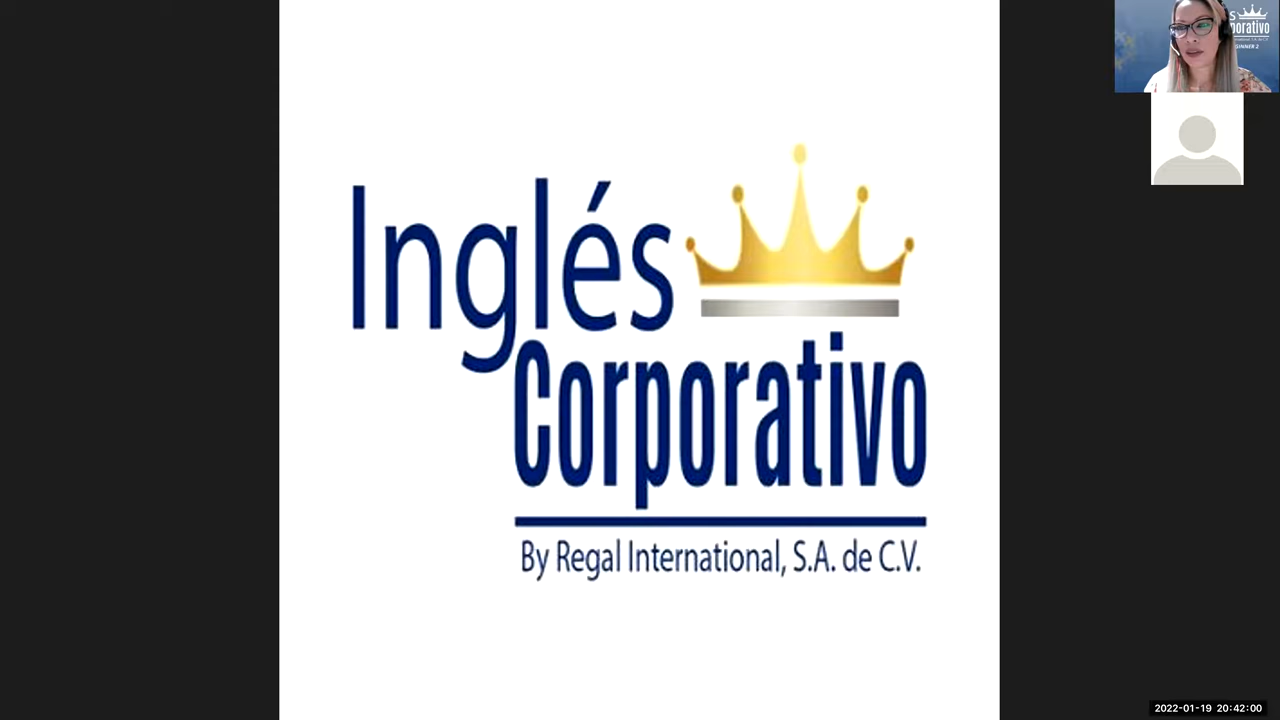 Inglés
Corporativo
By Regal International, S.A. de C.V.
2022-01-19 20:42:00